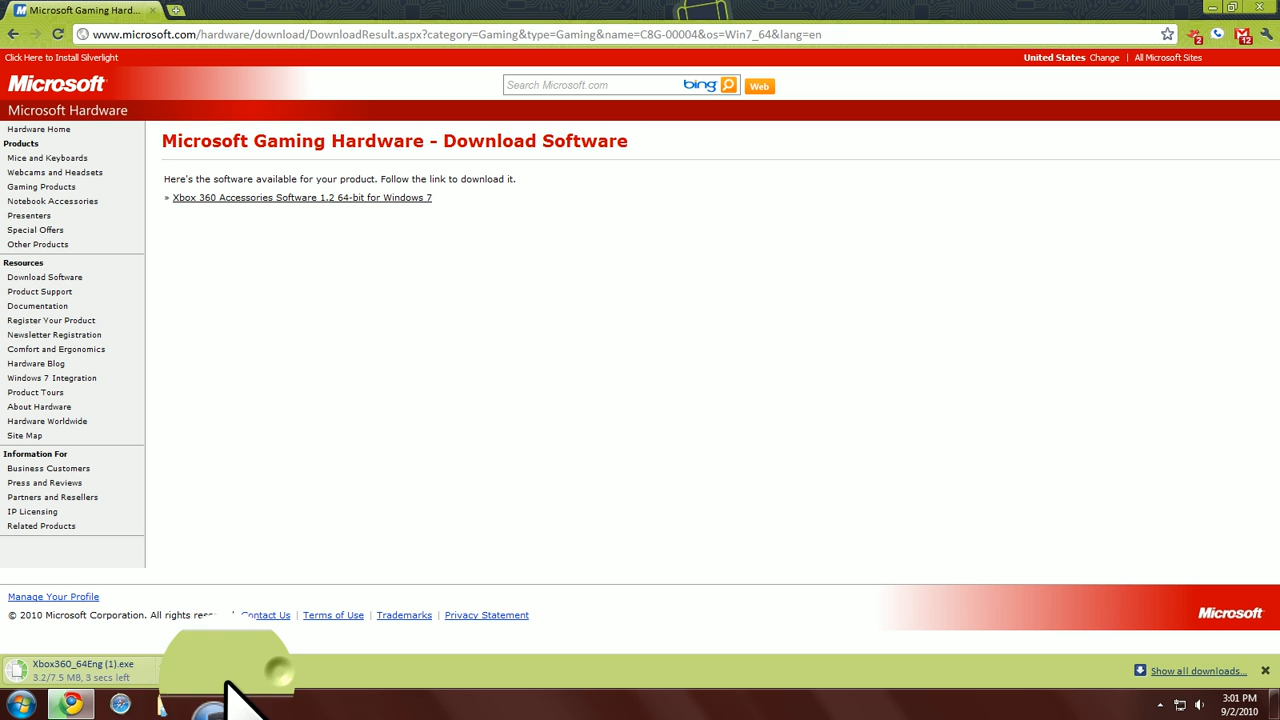 Microsoft Gaming Hard...
www.microsoft.com/hardware/download/DownloadResult.aspx?category=Gaming&type=Gaming&name=C8G-00004&os=Win7_64&lang=en
2
12
Click Here to Install Silverlight
United States Change | All Microsoft Sites
Microsoft
Search Microsoft.com
bing
Web
Microsoft Hardware
Hardware Home
Products
Mice and Keyboards
Webcams and Headsets
Gaming Products
Notebook Accessories
Presenters
Special Offers
Other Products
Resources
Download Software
Product Support
Documentation
Register Your Product
Newsletter Registration
Comfort and Ergonomics
Hardware Blog
Windows 7 Integration
Product Tours
About Hardware
Hardware Worldwide
Site Map
Information For
Business Customers
Press and Reviews
Partners and Resellers
IP Licensing
Related Products
Microsoft Gaming Hardware - Download Software
Here's the software available for your product. Follow the link to download it.
» Xbox 360 Accessories Software 1.2 64-bit for Windows 7
Manage Your Profile
© 2010 Microsoft Corporation. All rights | Contact Us | Terms of Use | Trademarks | Privacy Statement
Microsoft
Xbox360_64Eng (1).exe
3.2/7.5 MB, 3 secs left
Show all downloads...
3:01 PM
9/2/2010